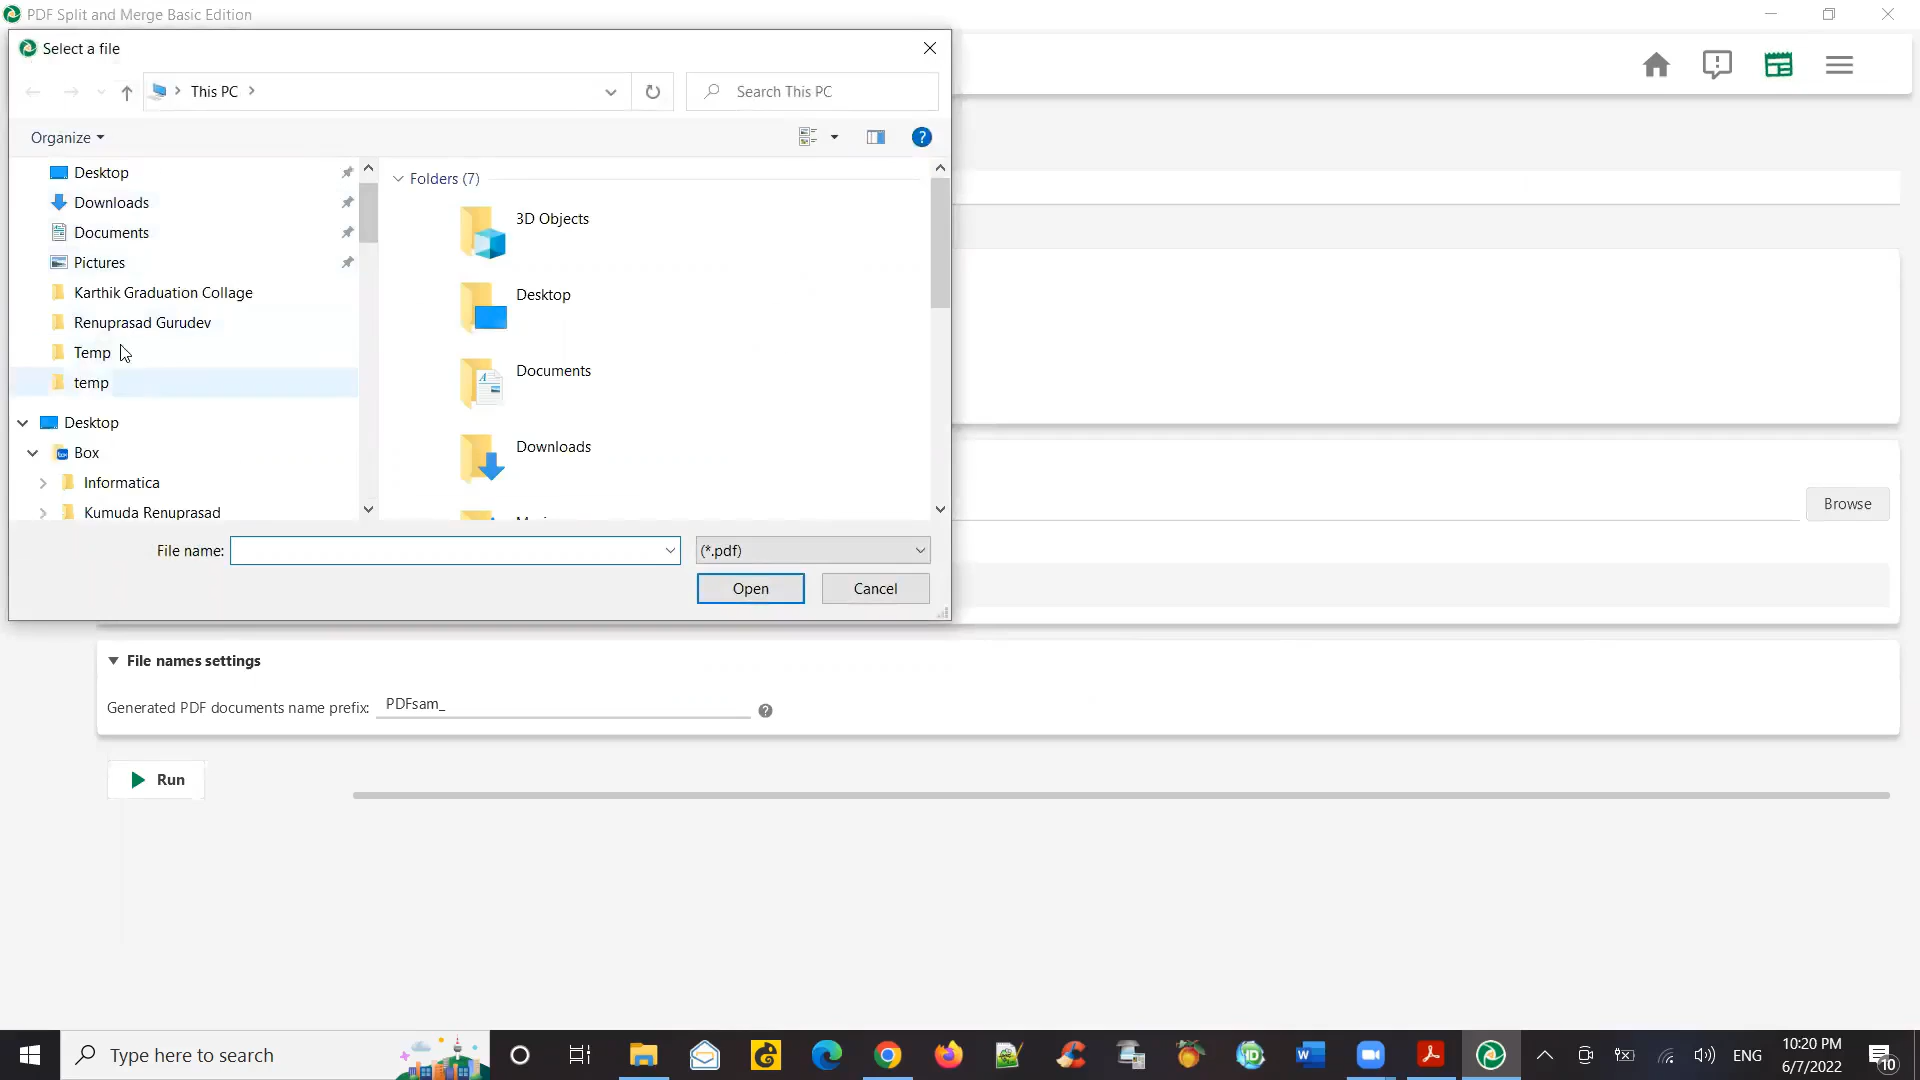 PDF Split and Merge Basic Edition
Select a file
This PC
Search This PC
Organize
Desktop
Downloads
Documents
Pictures
Karthik Graduation Collage
Renuprasad Gurudev
Temp
temp
Desktop
Box
Informatica
Kumuda Renuprasad
Folders (7)
3D Objects
Desktop
Documents
Downloads
File name:
(*.pdf)
Open
Cancel
Browse
File names settings
Generated PDF documents name prefix:
PDFsam_
Run
Type here to search
ENG
10:20 PM
6/7/2022
10